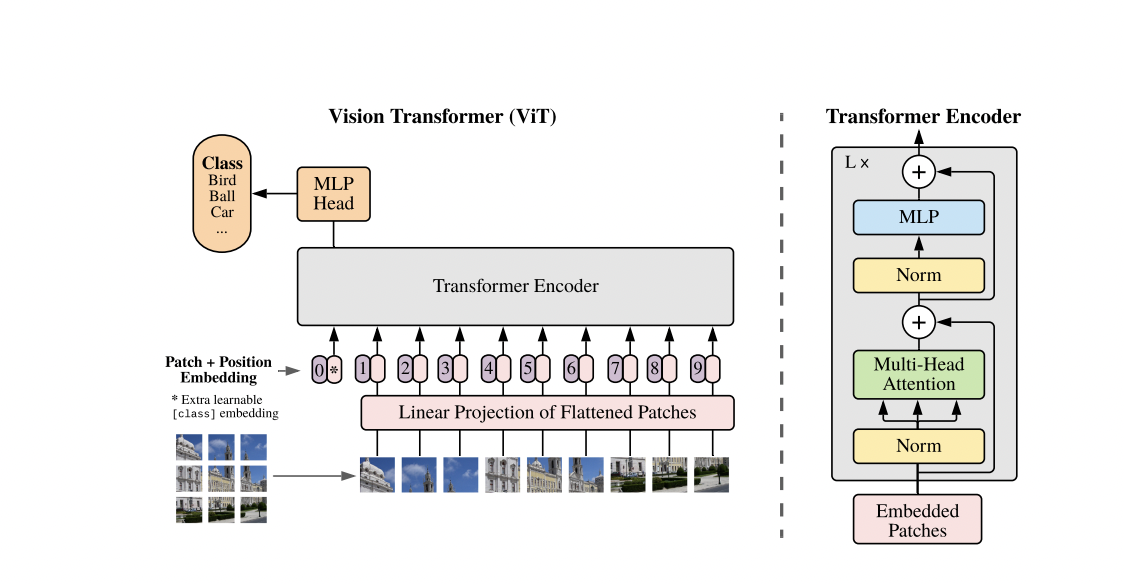 Vision Transformer (ViT)
Class
Bird
Ball
Car
...
MLP
Head
Transformer Encoder
Patch + Position
Embedding
0 * 1 2 3 4 5 6 7 8 9
* Extra learnable
[class] embedding
Linear Projection of Flattened Patches
Transformer Encoder
L x
+
MLP
Norm
+
Multi-Head
Attention
Norm
Embedded
Patches